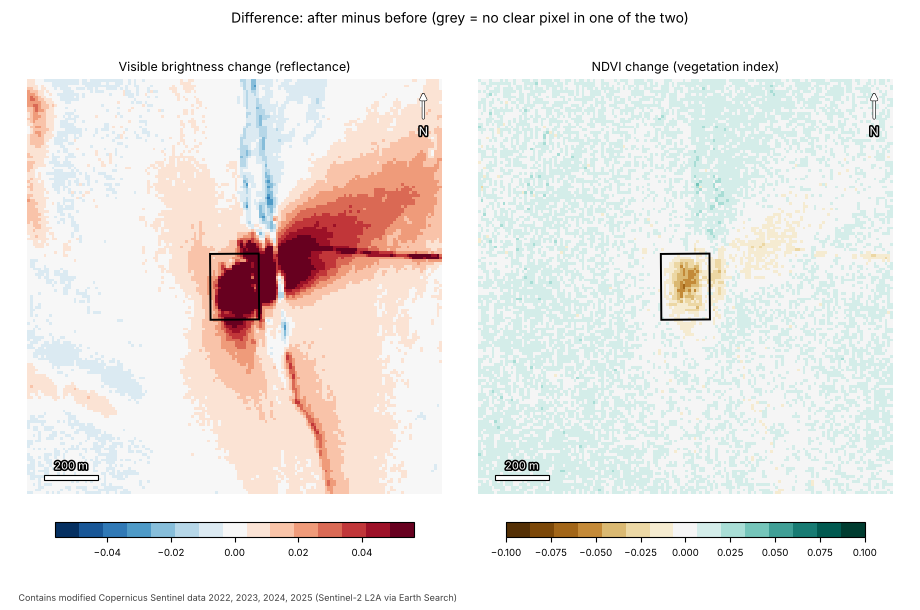 Difference: after minus before (grey = no clear pixel in one of the two)
Visible brightness change (reflectance)
NDVI change (vegetation index)
N
N
200 m
200 m
−0.04 −0.02 0.00 0.02 0.04
−0.100 −0.075 −0.050 −0.025 0.000 0.025 0.050 0.075 0.100
Contains modified Copernicus Sentinel data 2022, 2023, 2024, 2025 (Sentinel-2 L2A via Earth Search)